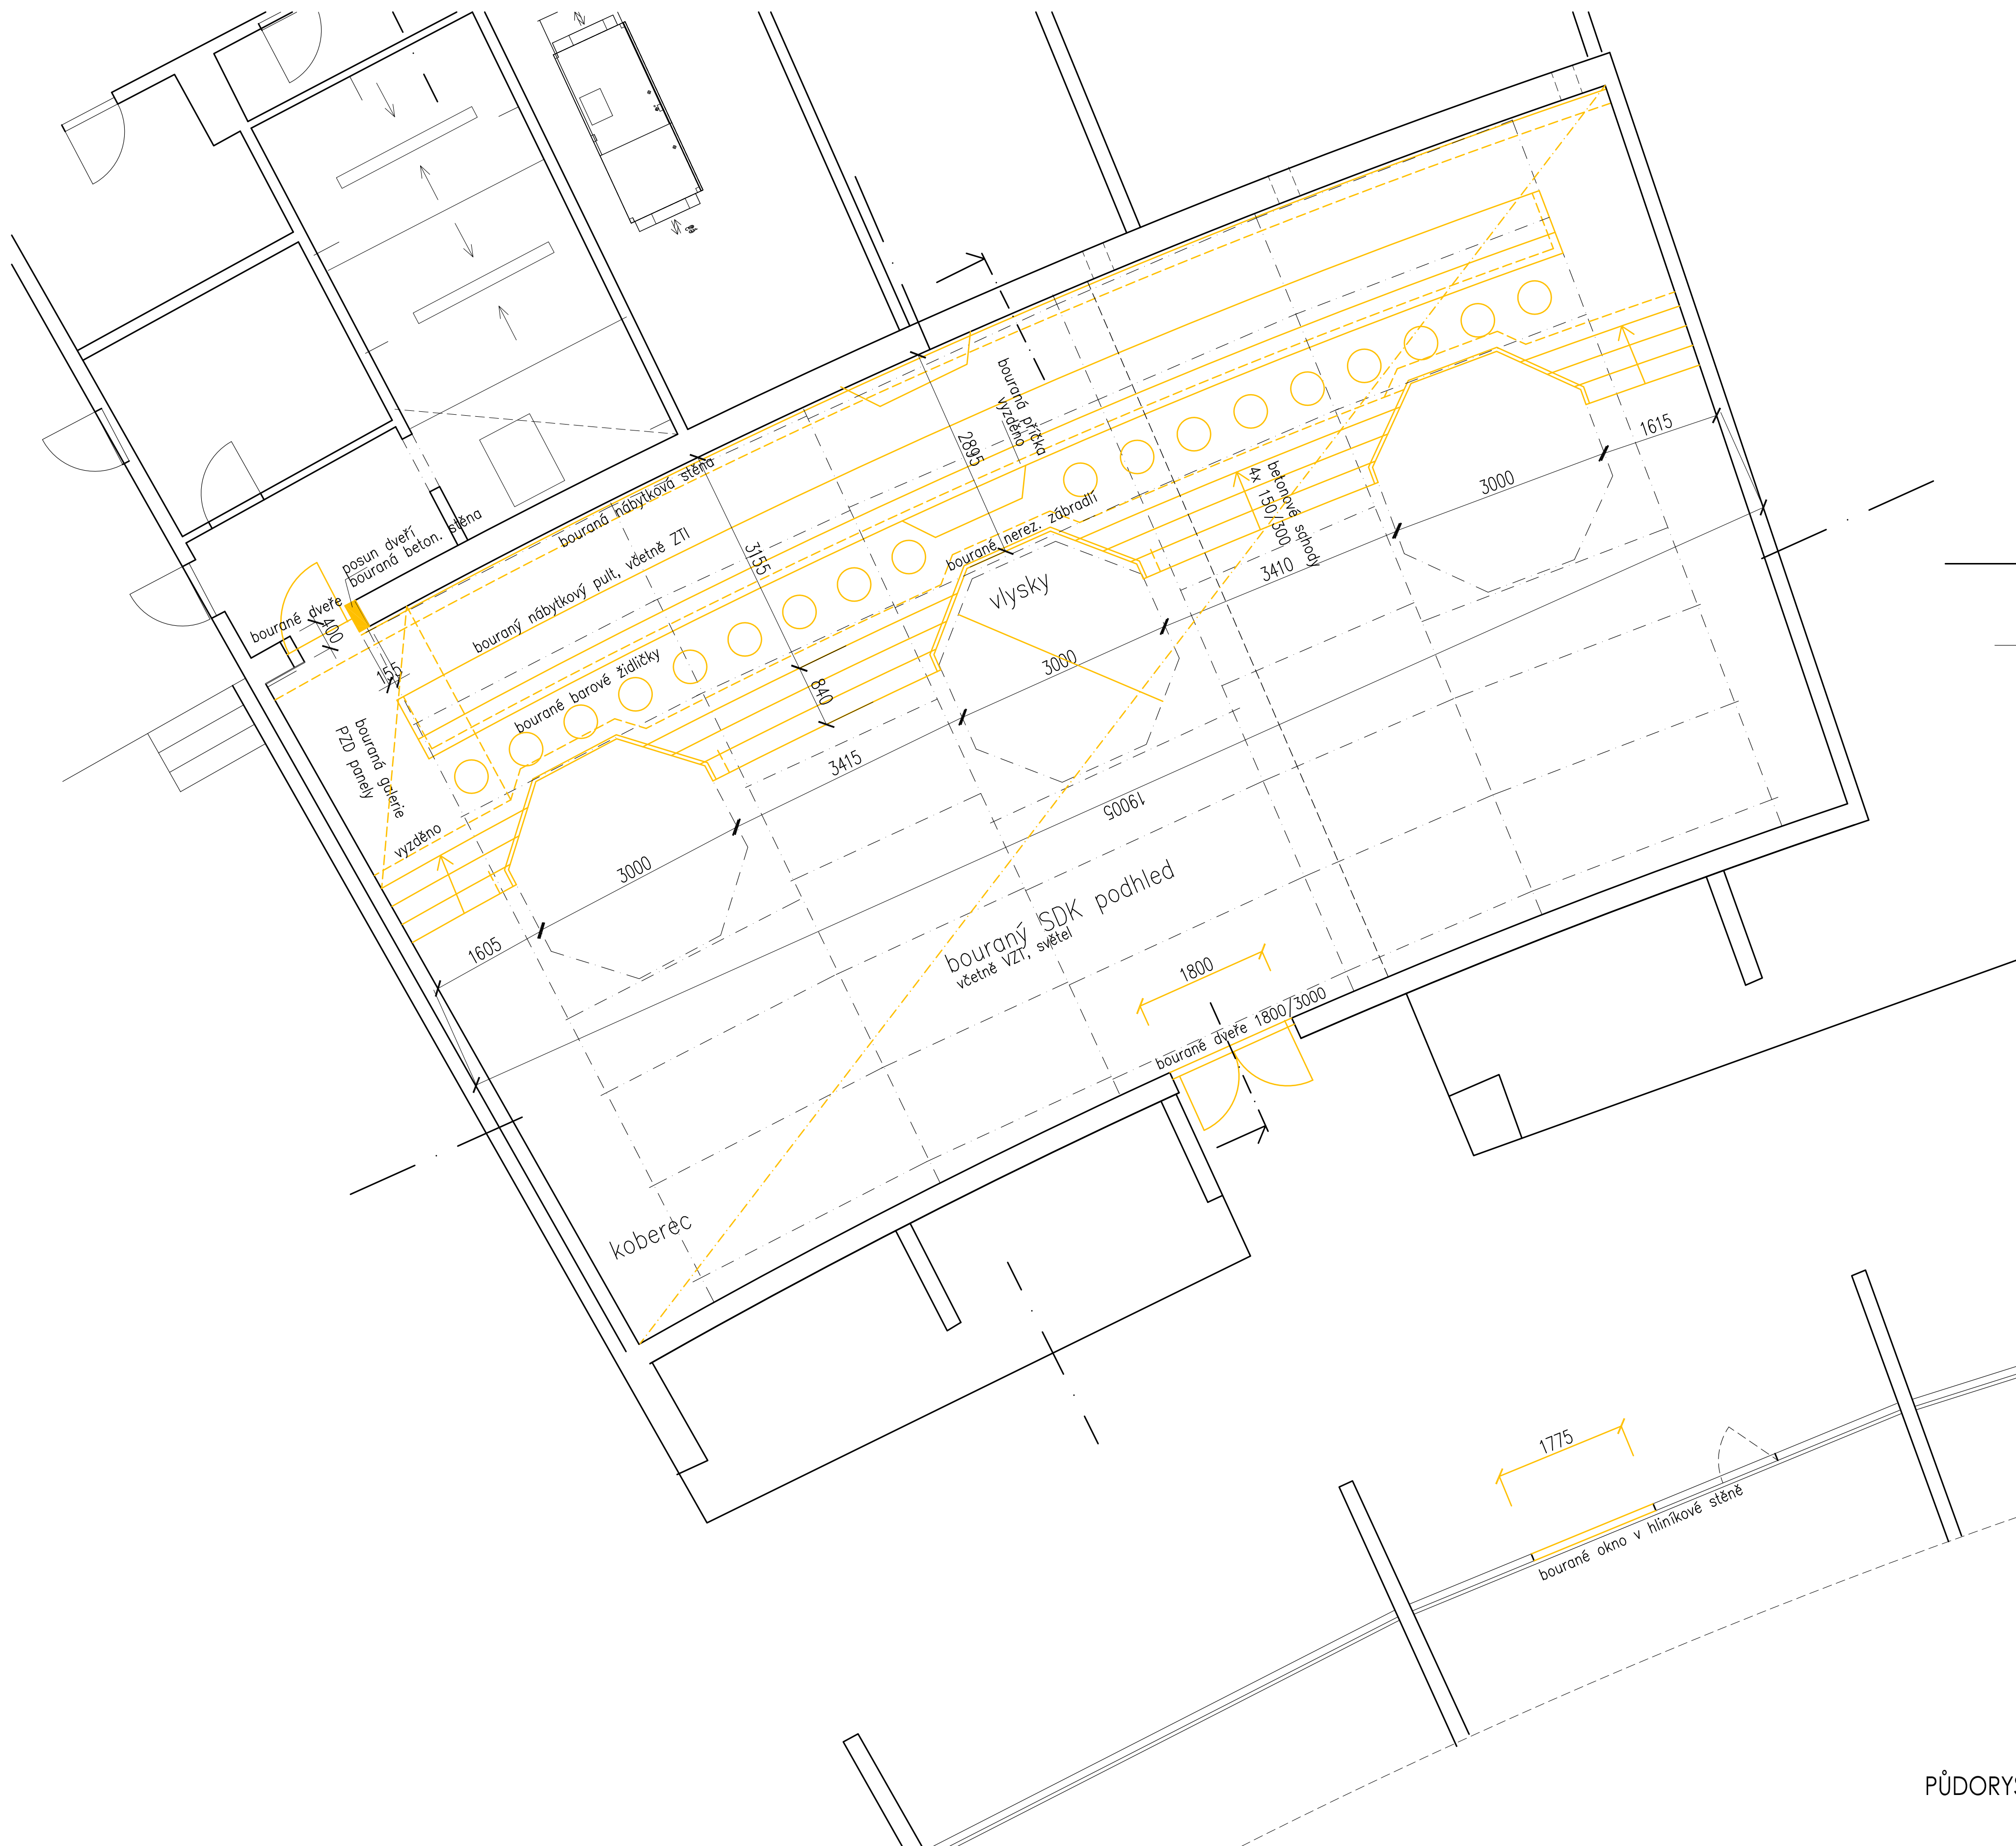 bouraná příčka
vyzděno
2895
1615
3000
betonové schody
4x 150/300
bouraná nábytková stěna
posun dveří
bouraná beton. stěna
3155
bourané nerez. zábradlí
3410
bouraný nábytkový pult, včetně ZTI
vlysky
bourané dveře
400
155
bourané barové židličky
840
3000
bouraná galerie
PZD panely
3415
19005
vyzděno
3000
1605
bouraný SDK podhled
včetně VZT, světel
1800
bourané dveře 1800/3000
koberec
1775
bourané okno v hliníkové stěně
PŮDORYS